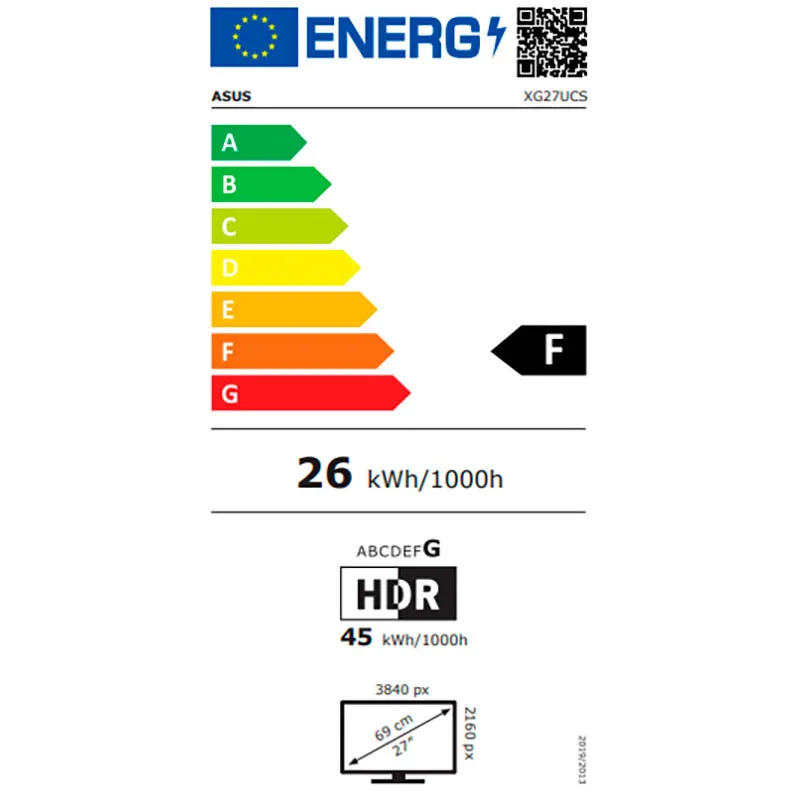 ENERG
ASUS XG27UCS
A
B
C
D
E
F
F
G
26 kWh/1000h
ABCDEFG
HDR
45 kWh/1000h
3840 px
69 cm
27"
2160 px
2019/2013